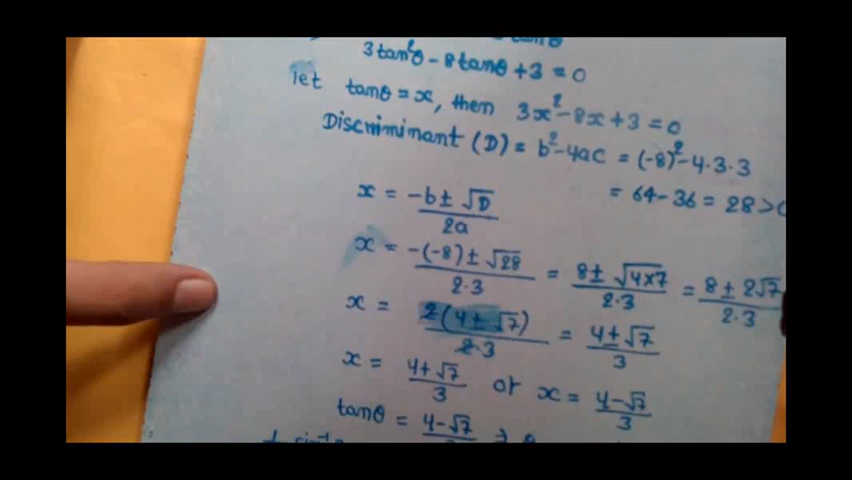 3tan²θ - 8tanθ + 3 = 0
let tanθ = x, then 3x² - 8x + 3 = 0
Discriminant (D) = b² - 4ac = (-8)² - 4·3·3
= 64 - 36 = 28 > 0
x = (-b ± √D)/2a
x = (-(-8) ± √28)/2·3 = (8 ± √4×7)/2·3 = (8 ± 2√7)/2·3
x = 2(4 ± √7)/2·3 = (4 ± √7)/3
x = (4 + √7)/3 or x = (4 - √7)/3
tanθ = 4 - √7